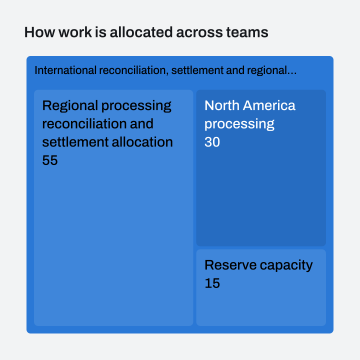 How work is allocated across teams
International reconciliation, settlement and regional…
Regional processing
reconciliation and
settlement allocation
55
North America
processing
30
Reserve capacity
15